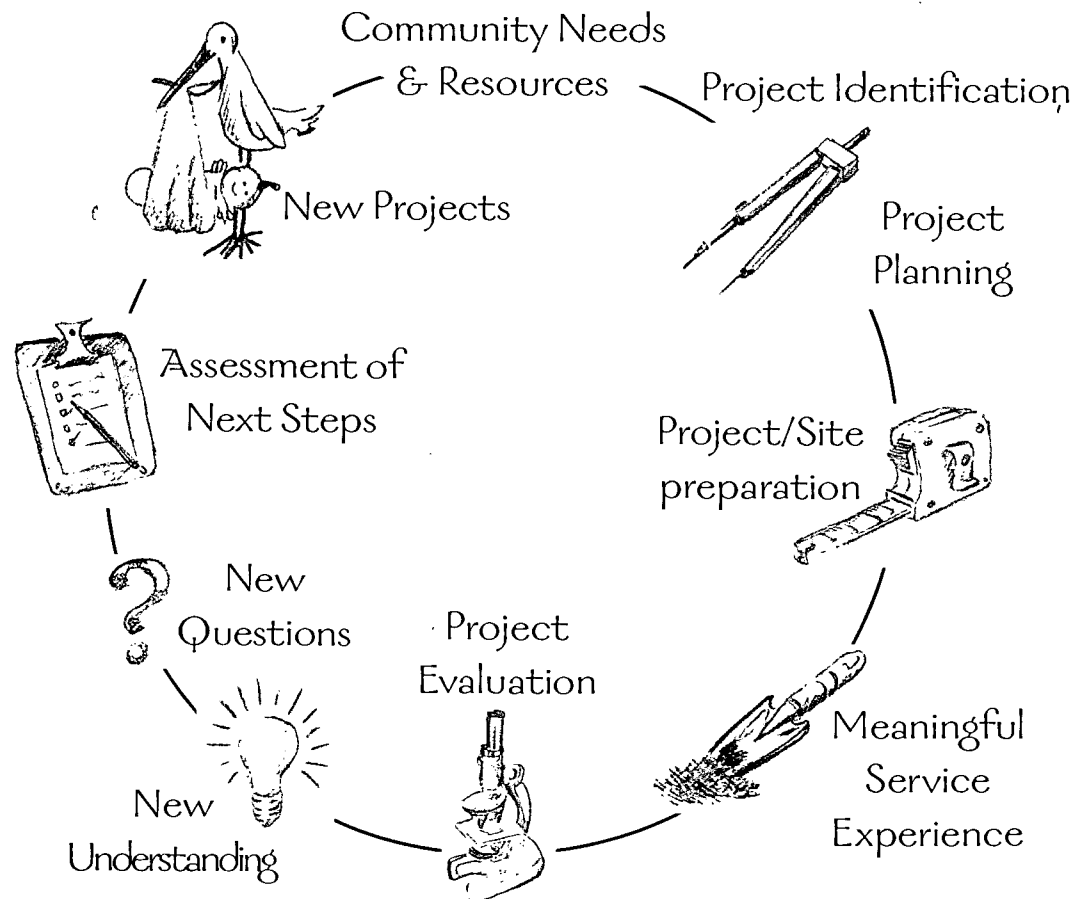 Community Needs
& Resources
Project Identification
Project
Planning
Project/Site
preparation
Meaningful
Service
Experience
Project
Evaluation
New
Understanding
New
Questions
Assessment of
Next Steps
New Projects